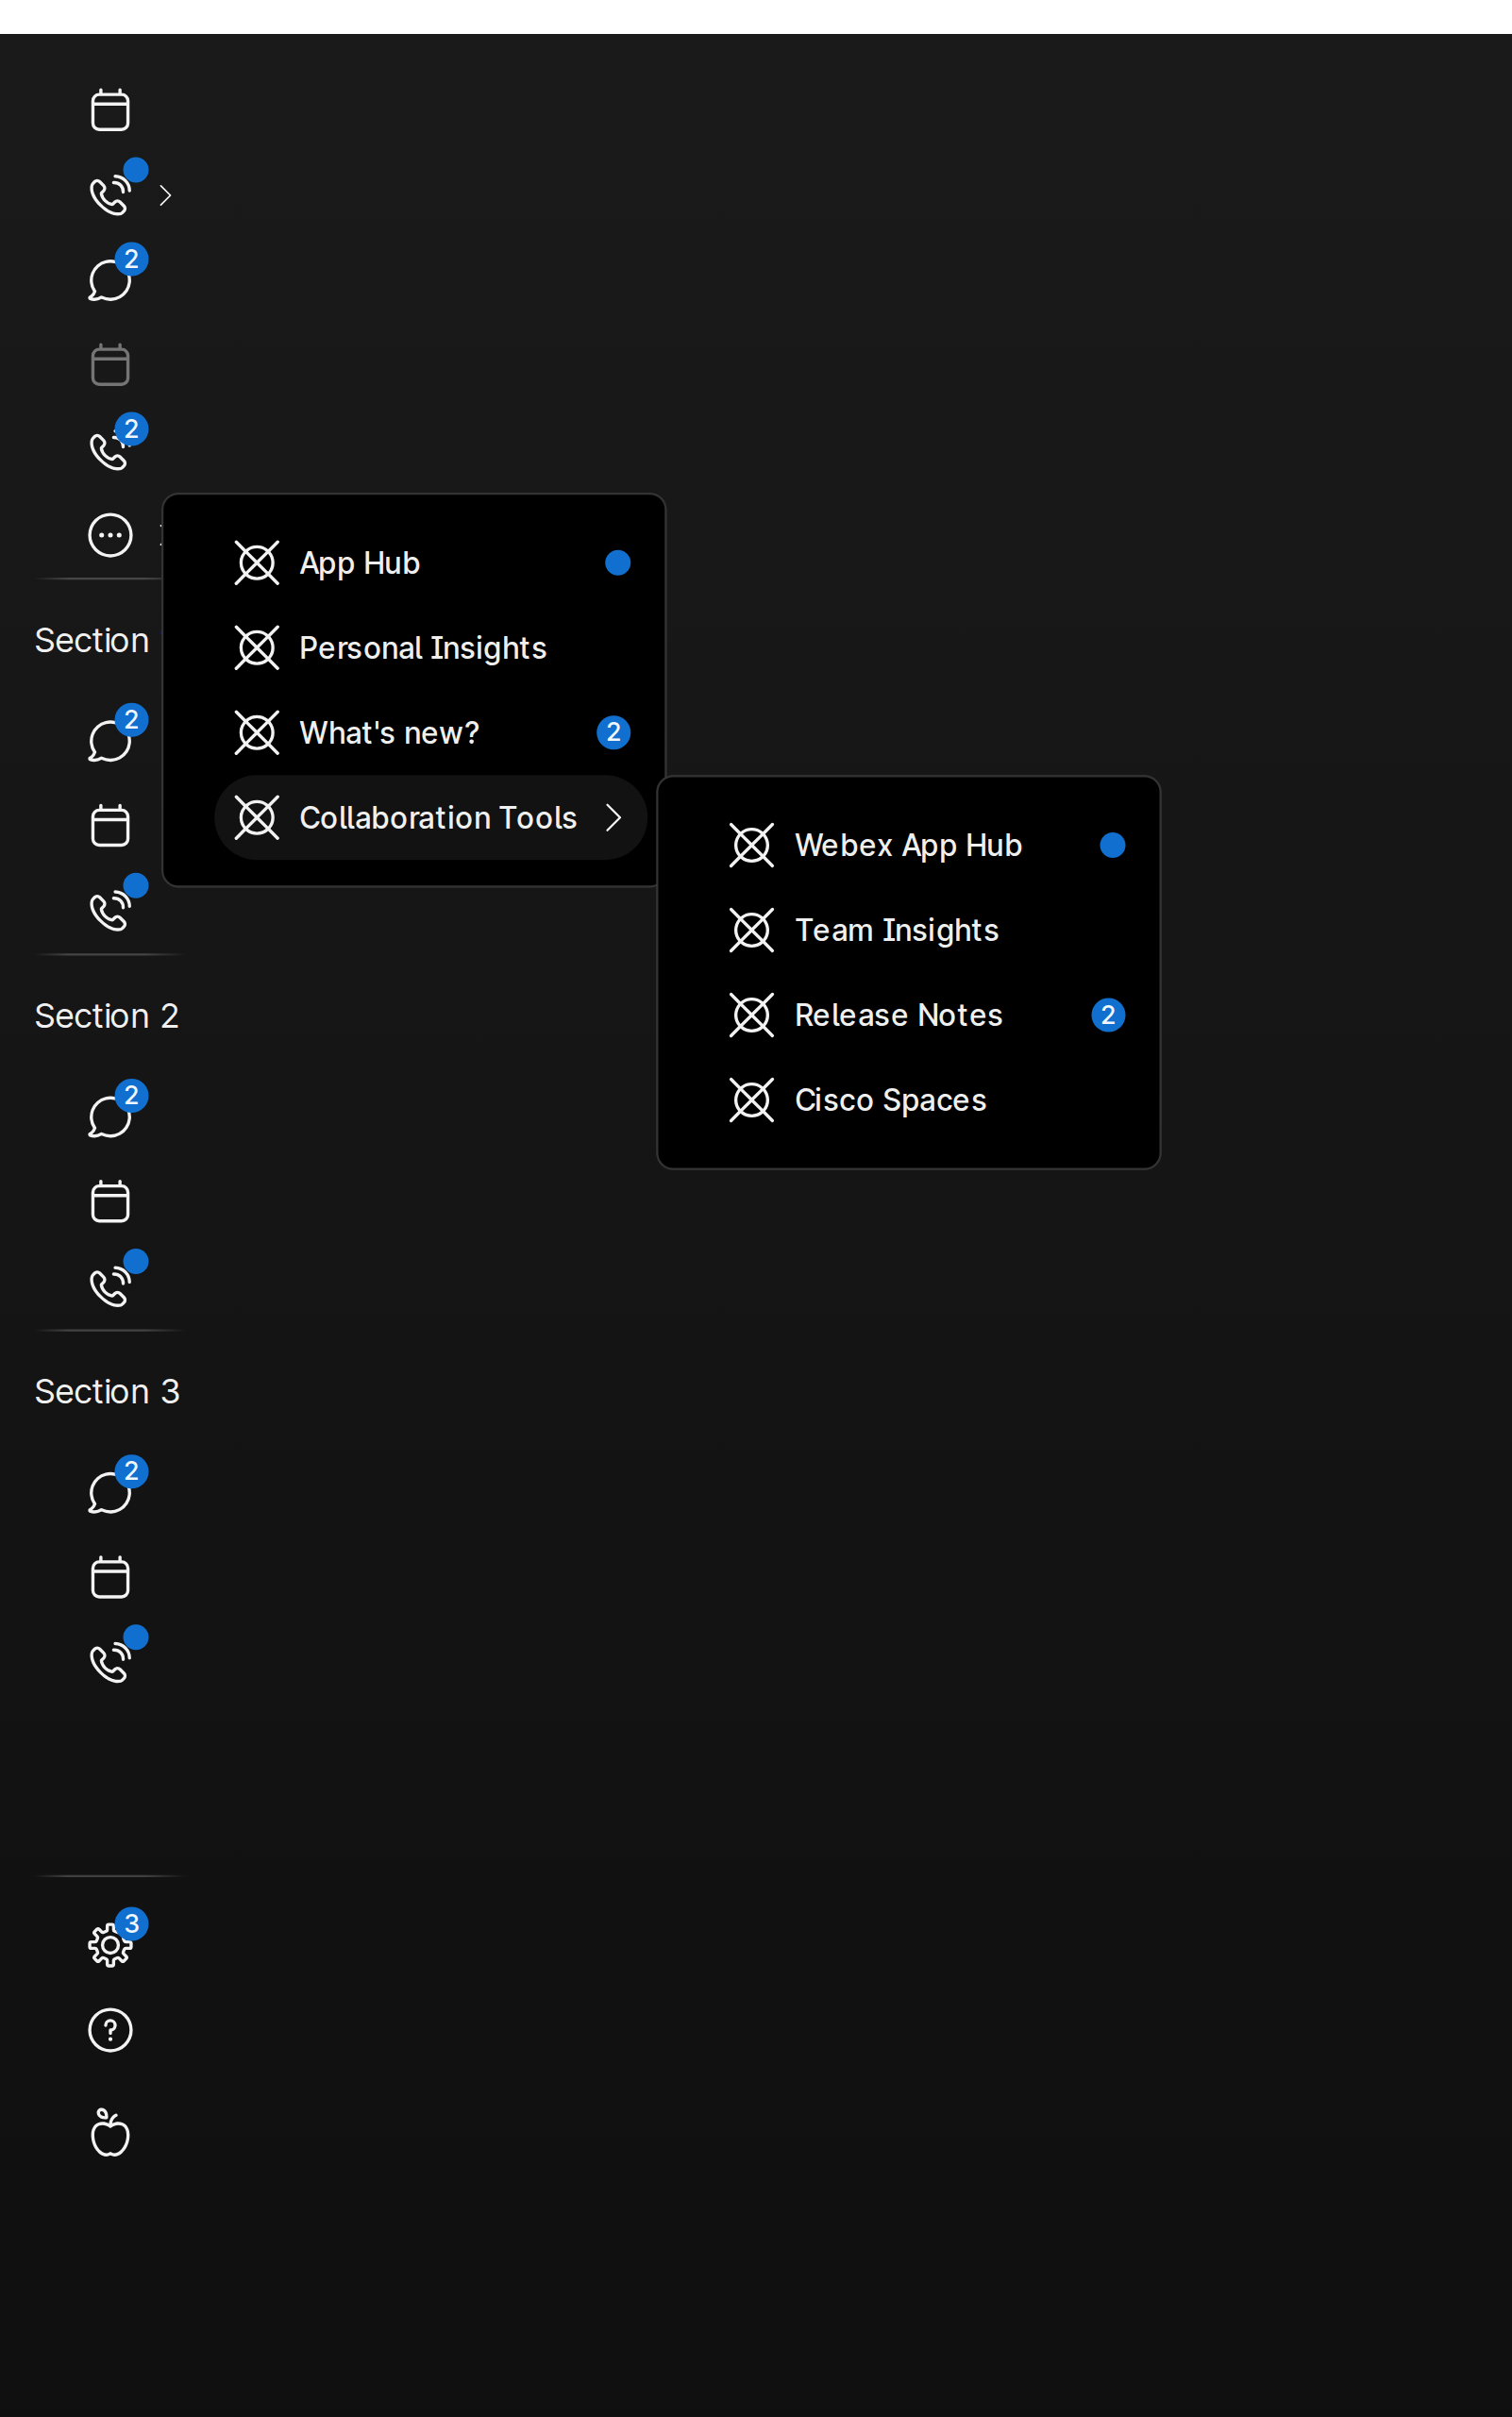 2
2
App Hub
Section
Personal Insights
2
What's new?
2
Collaboration Tools
Webex App Hub
Team Insights
Section 2
Release Notes
2
2
Cisco Spaces
Section 3
2
3
?